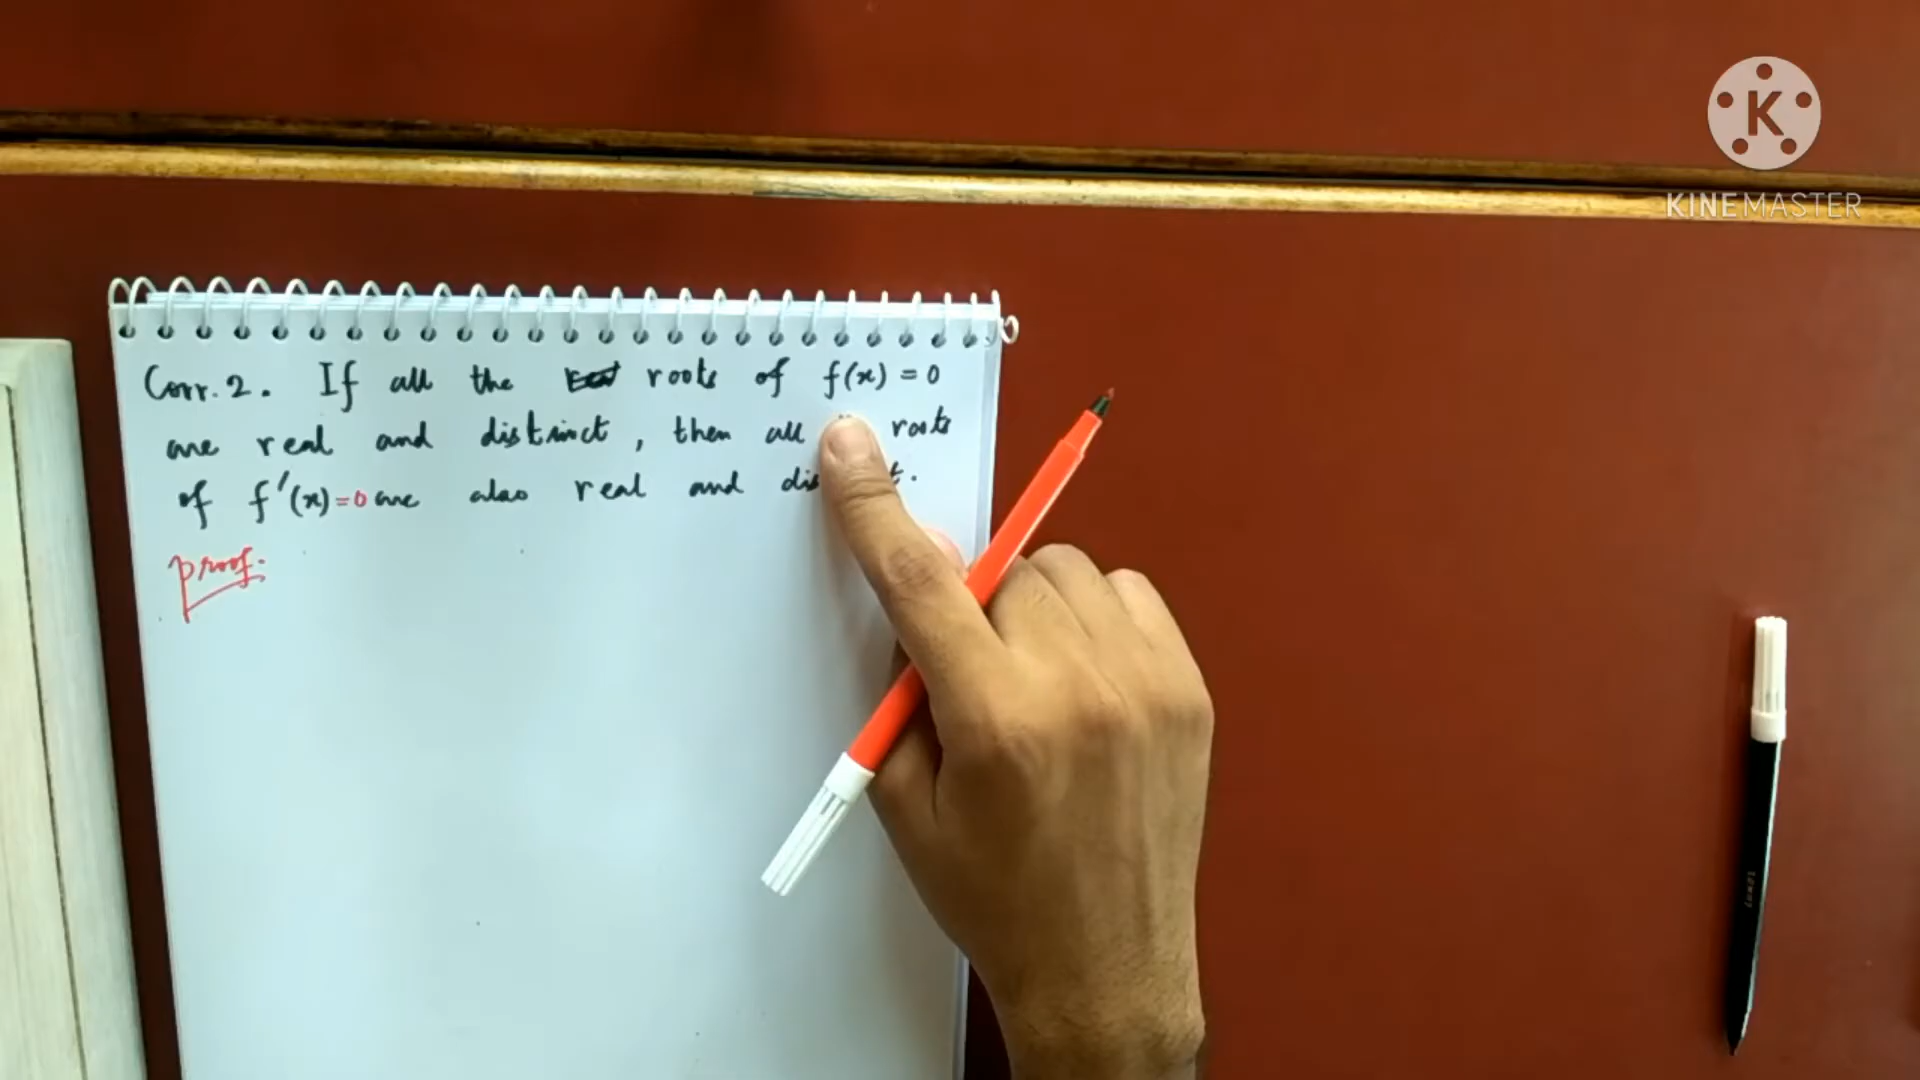 Corr. 2. If all the roots of f(x) = 0
are real and distinct, then all roots
of f'(x)=0 are also real and
proof.
K
KINEMASTER